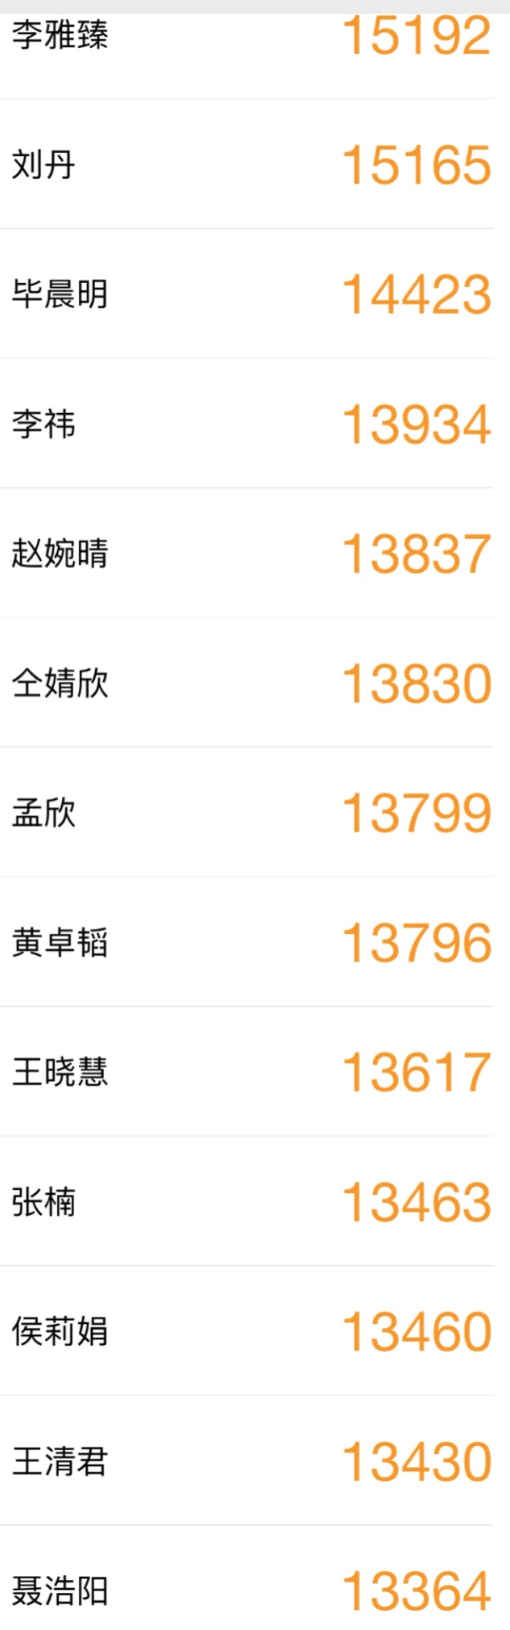 李雅臻 15192
刘丹 15165
毕晨明 14423
李祎 13934
赵婉晴 13837
仝婧欣 13830
孟欣 13799
黄卓韬 13796
王晓慧 13617
张楠 13463
侯莉娟 13460
王清君 13430
聂浩阳 13364